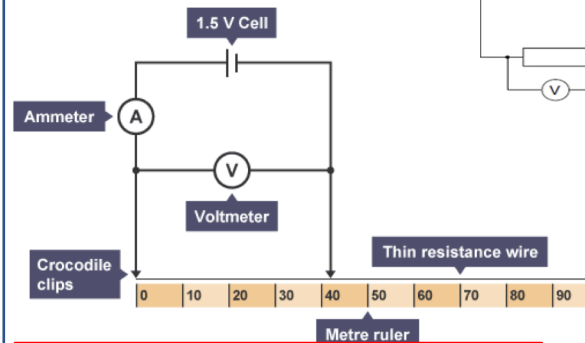 1.5 V Cell
Ammeter
A
V
V
Voltmeter
Thin resistance wire
Crocodile
clips
0 10 20 30 40 50 60 70 80 90
Metre ruler